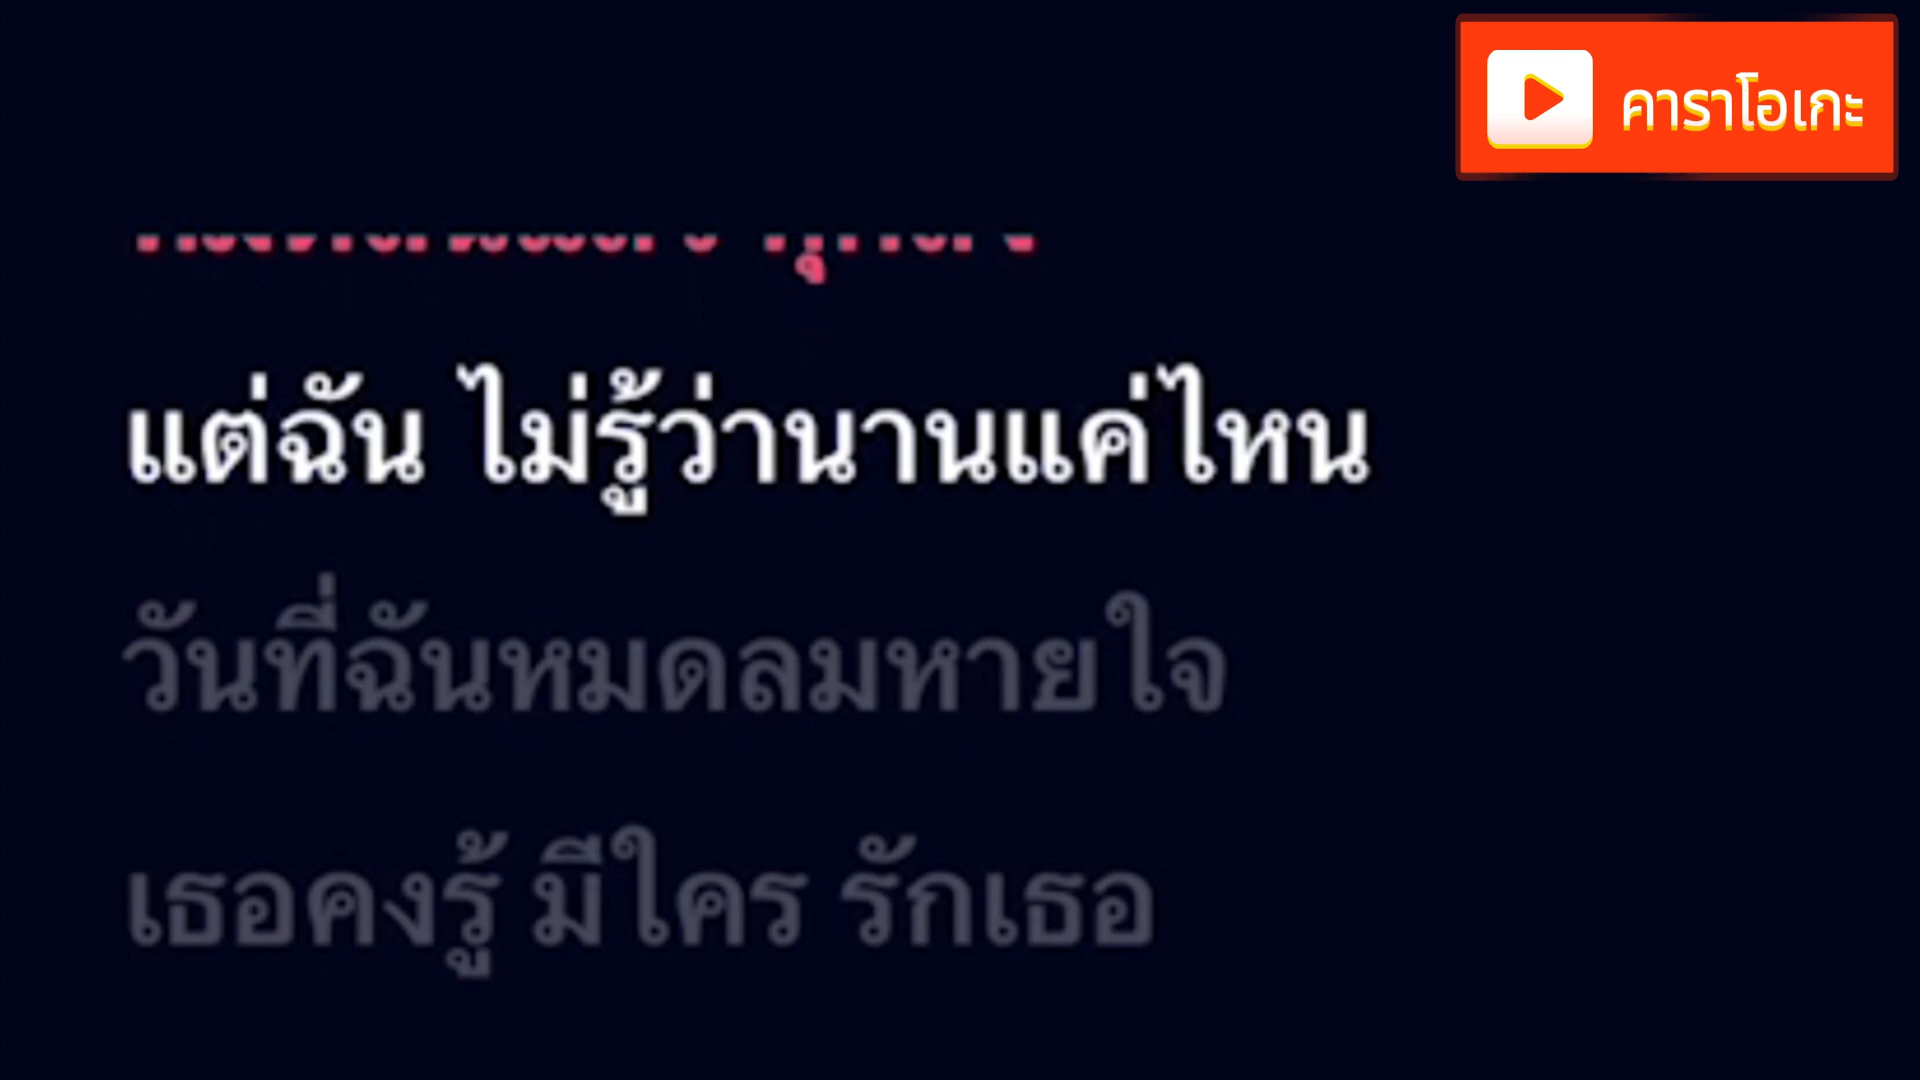 คาราโอเกะ
แต่ฉัน ไม่รู้ว่านานแค่ไหน
วันที่ฉันหมดลมหายใจ
เธอคงรู้ มีใคร รักเธอ